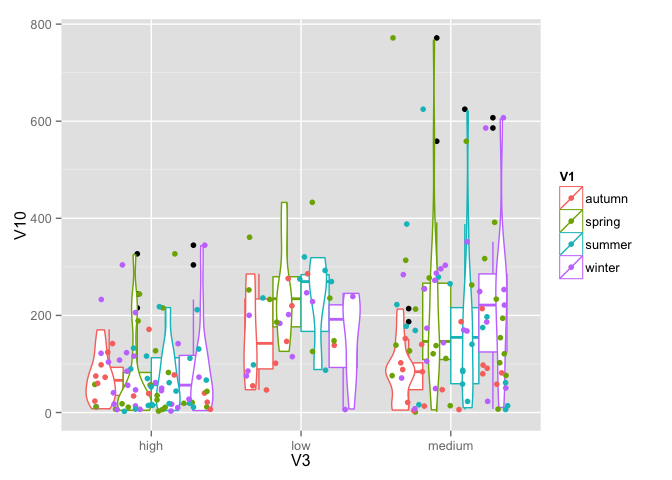 800
600
400
200
0
V10
high
low
medium
V3
V1
autumn
spring
summer
winter